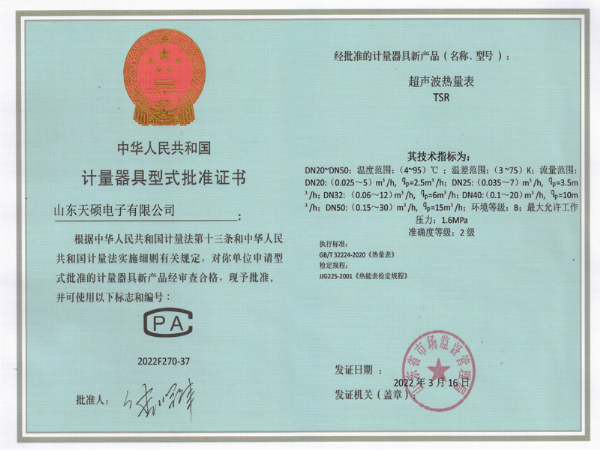 中华人民共和国
计量器具型式批准证书
山东天硕电子有限公司：
根据中华人民共和国计量法第十三条和中华人民
共和国计量法实施细则有关规定，对你单位申请型
式批准的计量器具新产品经审查合格，现予批准，
并可使用以下标志和编号：
CPA
2022F270-37
批准人：
经批准的计量器具新产品（名称、型号）：
超声波热量表
TSR
其技术指标为：
DN20~DN50：温度范围：（4~95）℃；温差范围：（3~75）K；流量范围：
DN20：（0.025~5）m³/h，qp=2.5m³/h；DN25：（0.035~7）m³/h，qp=3.5m
³/h；DN32：（0.06~12）m³/h，qp=6m³/h；DN40：（0.1~20）m³/h，qp=10m
³/h；DN50：（0.15~30）m³/h，qp=15m³/h；环境等级：B；最大允许工作
压力：1.6MPa
准确度等级：2级
执行标准：
GB/T 32224-2020《热量表》
检定规程：
JJG225-2001《热能表检定规程》
山东省市场监督管理局
发证日期：
2022年3月16日
发证机关（盖章）：